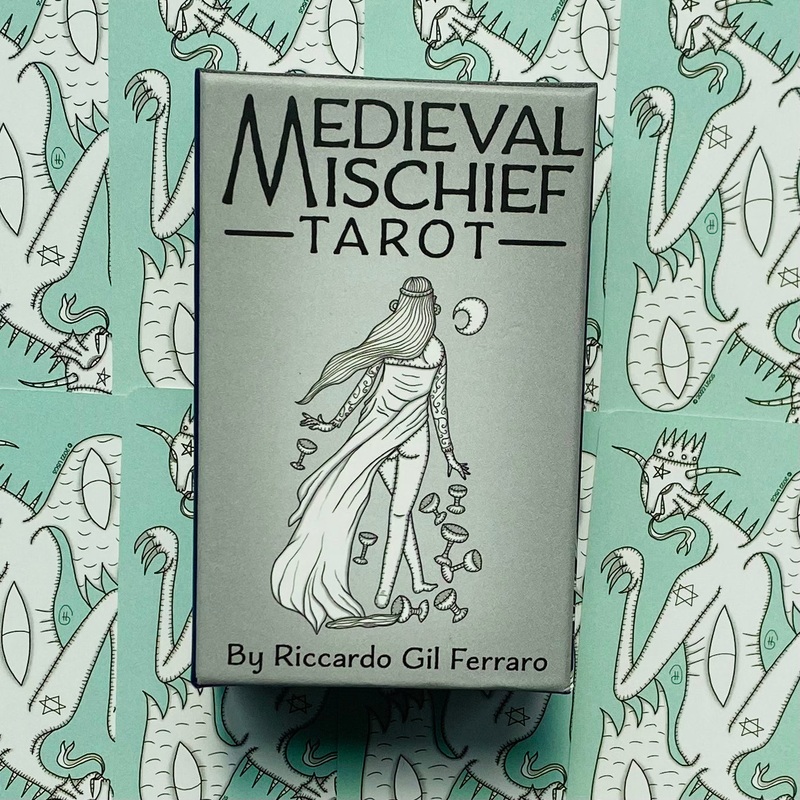 MEDIEVAL
MISCHIEF
TAROT
By Riccardo Gil Ferraro